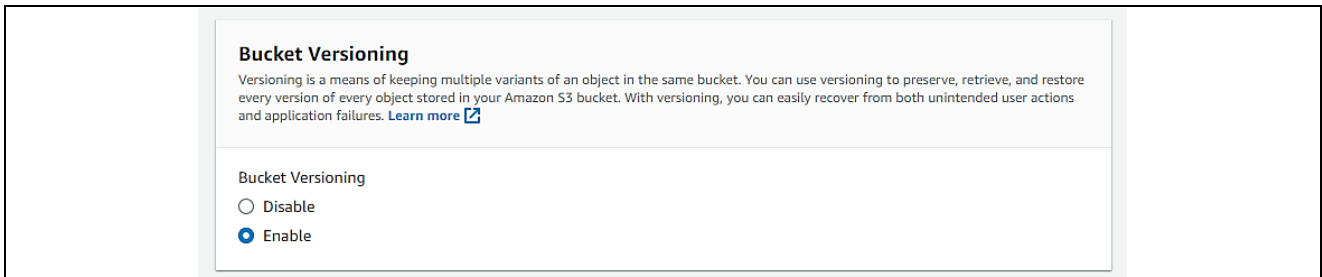 Bucket Versioning
Versioning is a means of keeping multiple variants of an object in the same bucket. You can use versioning to preserve, retrieve, and restore
every version of every object stored in your Amazon S3 bucket. With versioning, you can easily recover from both unintended user actions
and application failures. Learn more
Bucket Versioning
Disable
Enable